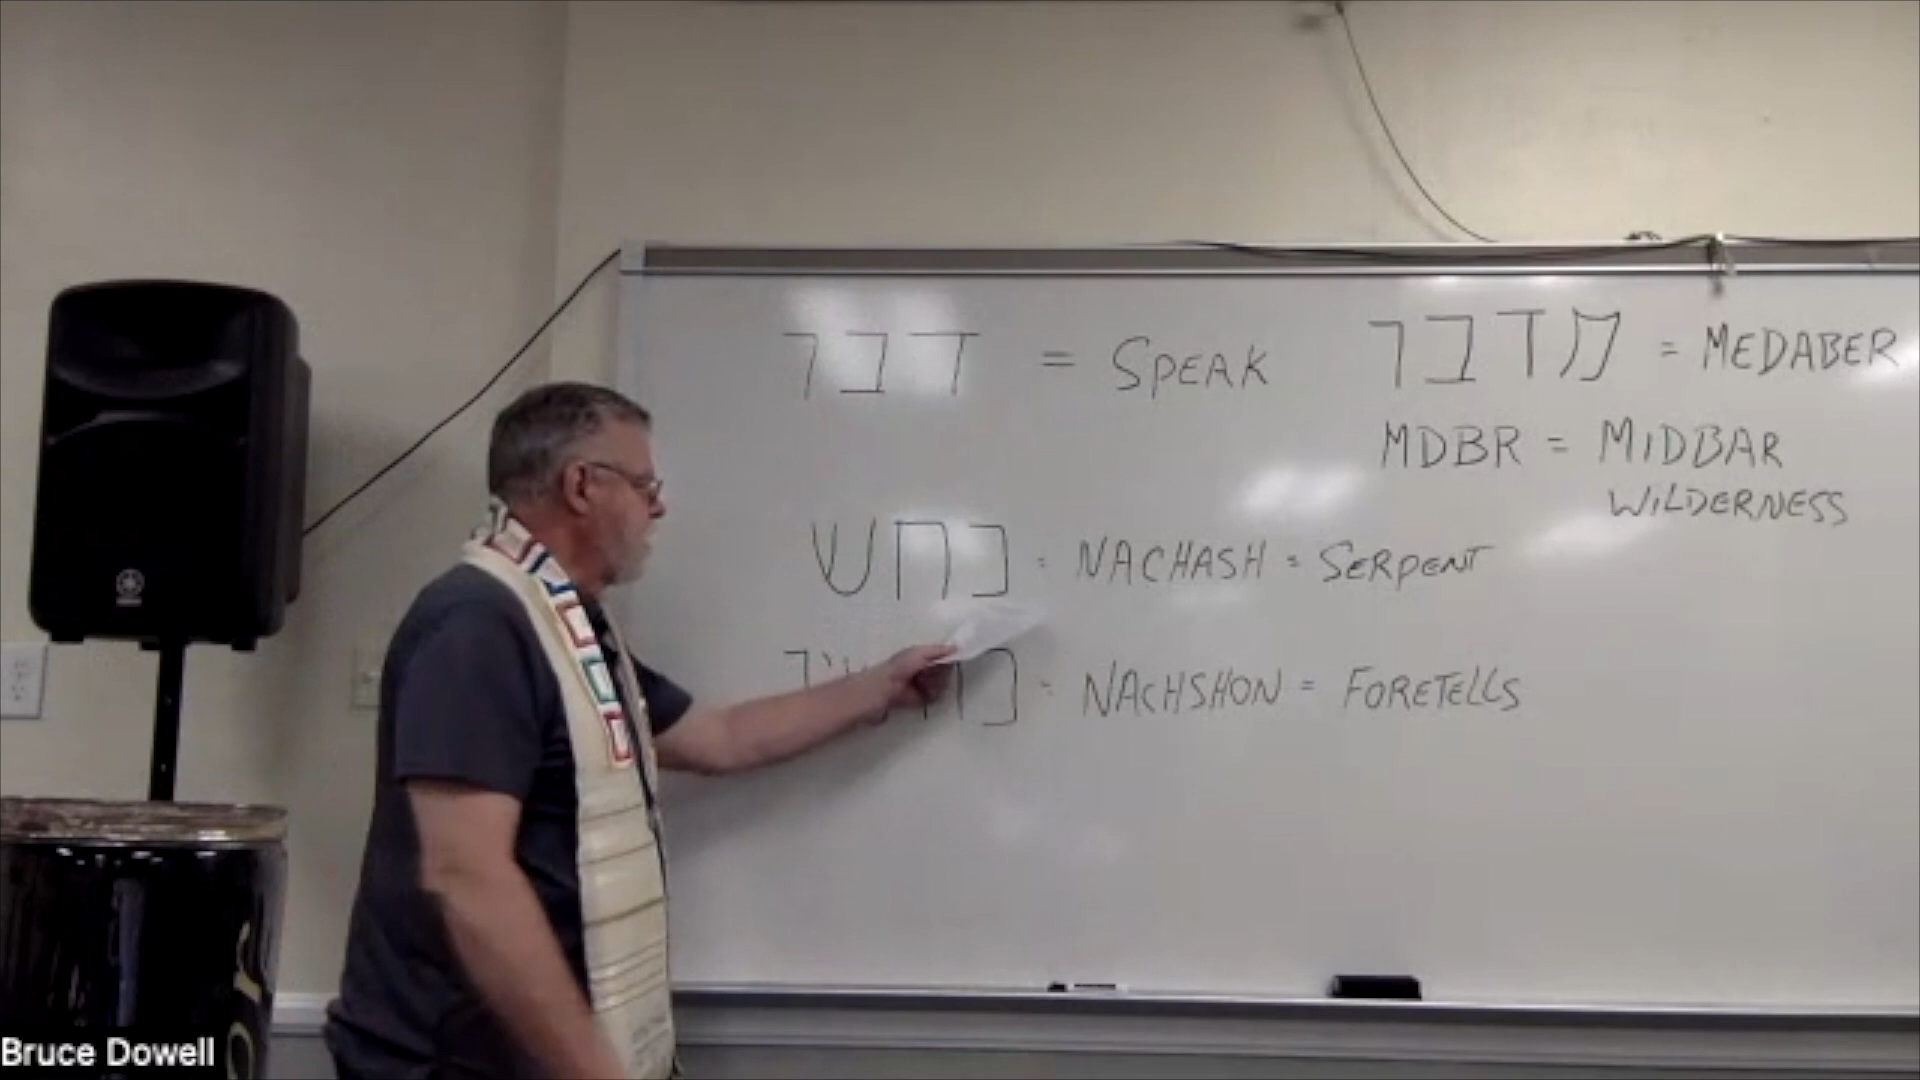 דבר = SPEAK
מדבר = MEDABER
MDBR = MIDBAR
WILDERNESS
נחש = NACHASH = SERPENT
= NACHSHON = FORETELLS
Bruce Dowell